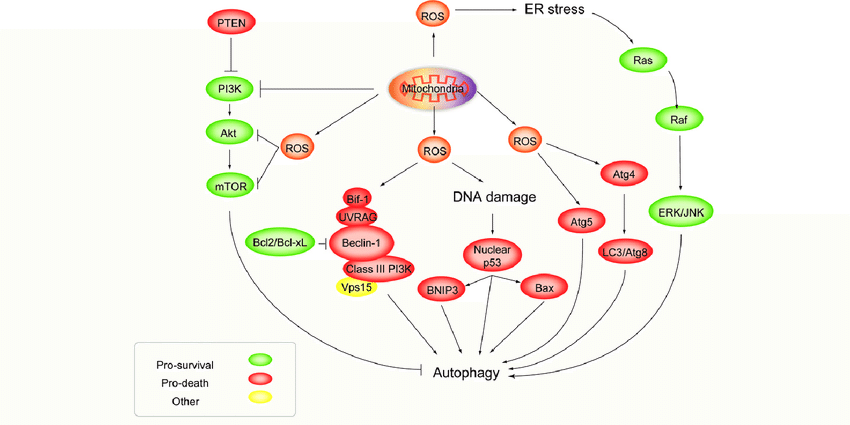 PTEN
ROS
ER stress
Ras
PI3K
Mitochondria
Raf
Akt
ROS
ROS
ROS
mTOR
Atg4
Bif-1
DNA damage
UVRAG
Atg5
ERK/JNK
Bcl2/Bcl-xL
Beclin-1
Nuclear
p53
LC3/Atg8
Class III PI3K
Vps15
BNIP3
Bax
Autophagy
Pro-survival
Pro-death
Other